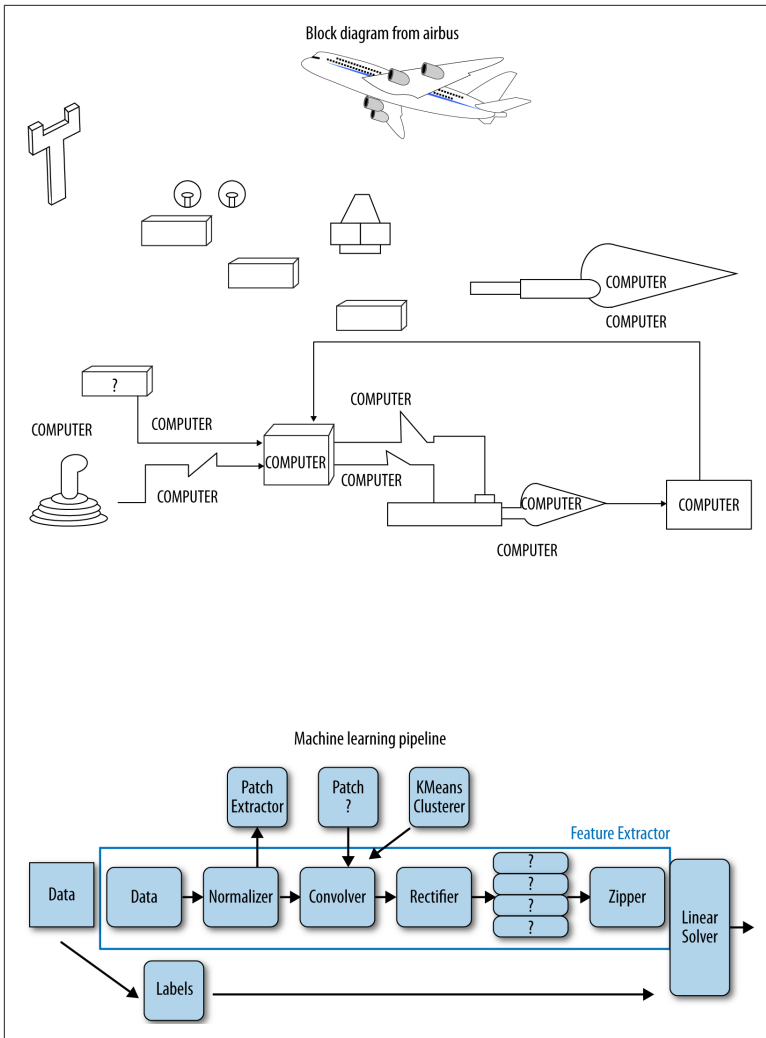 Block diagram from airbus
COMPUTER
COMPUTER
?
COMPUTER
COMPUTER
COMPUTER
COMPUTER
COMPUTER
COMPUTER
COMPUTER
COMPUTER
COMPUTER
COMPUTER
Machine learning pipeline
Patch
Extractor
Patch
?
KMeans
Clusterer
Feature Extractor
Data
Data
Normalizer
Convolver
Rectifier
?
?
?
?
Zipper
Linear
Solver
Labels